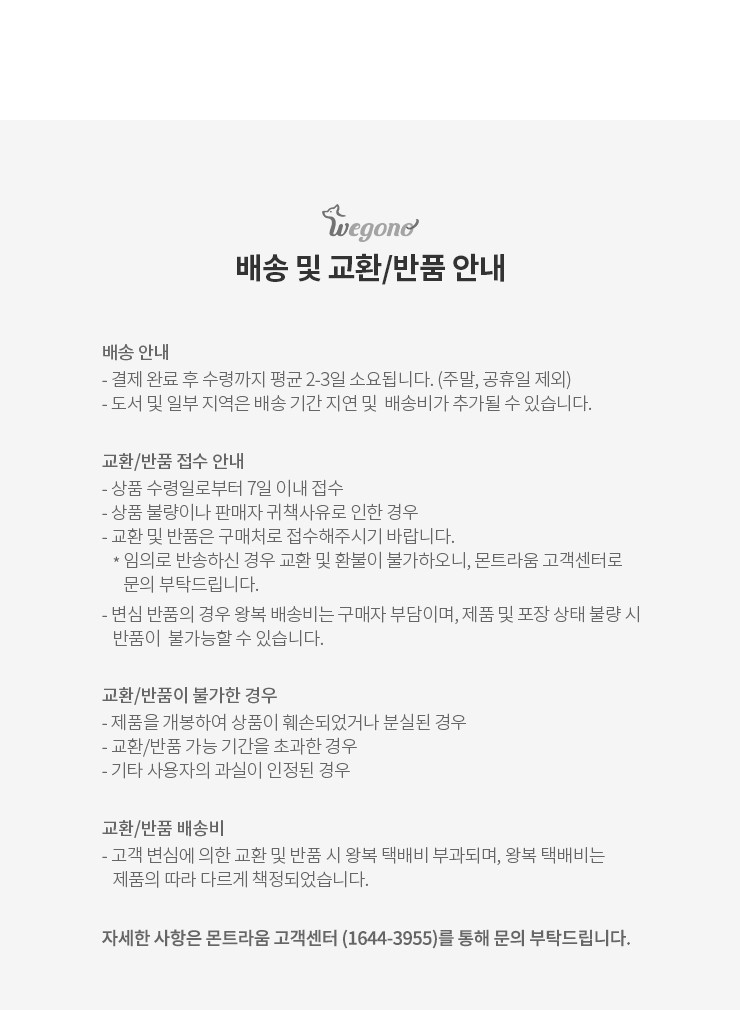 wegono
배송 및 교환/반품 안내
배송 안내
- 결제 완료 후 수령까지 평균 2-3일 소요됩니다. (주말, 공휴일 제외)
- 도서 및 일부 지역은 배송 기간 지연 및 배송비가 추가될 수 있습니다.
교환/반품 접수 안내
- 상품 수령일로부터 7일 이내 접수
- 상품 불량이나 판매자 귀책사유로 인한 경우
- 교환 및 반품은 구매처로 접수해주시기 바랍니다.
* 임의로 반송하신 경우 교환 및 환불이 불가하오니, 몬트라움 고객센터로
문의 부탁드립니다.
- 변심 반품의 경우 왕복 배송비는 구매자 부담이며, 제품 및 포장 상태 불량 시
반품이 불가능할 수 있습니다.
교환/반품이 불가한 경우
- 제품을 개봉하여 상품이 훼손되었거나 분실된 경우
- 교환/반품 가능 기간을 초과한 경우
- 기타 사용자의 과실이 인정된 경우
교환/반품 배송비
- 고객 변심에 의한 교환 및 반품 시 왕복 택배비 부과되며, 왕복 택배비는
제품의 따라 다르게 책정되었습니다.
자세한 사항은 몬트라움 고객센터 (1644-3955)를 통해 문의 부탁드립니다.